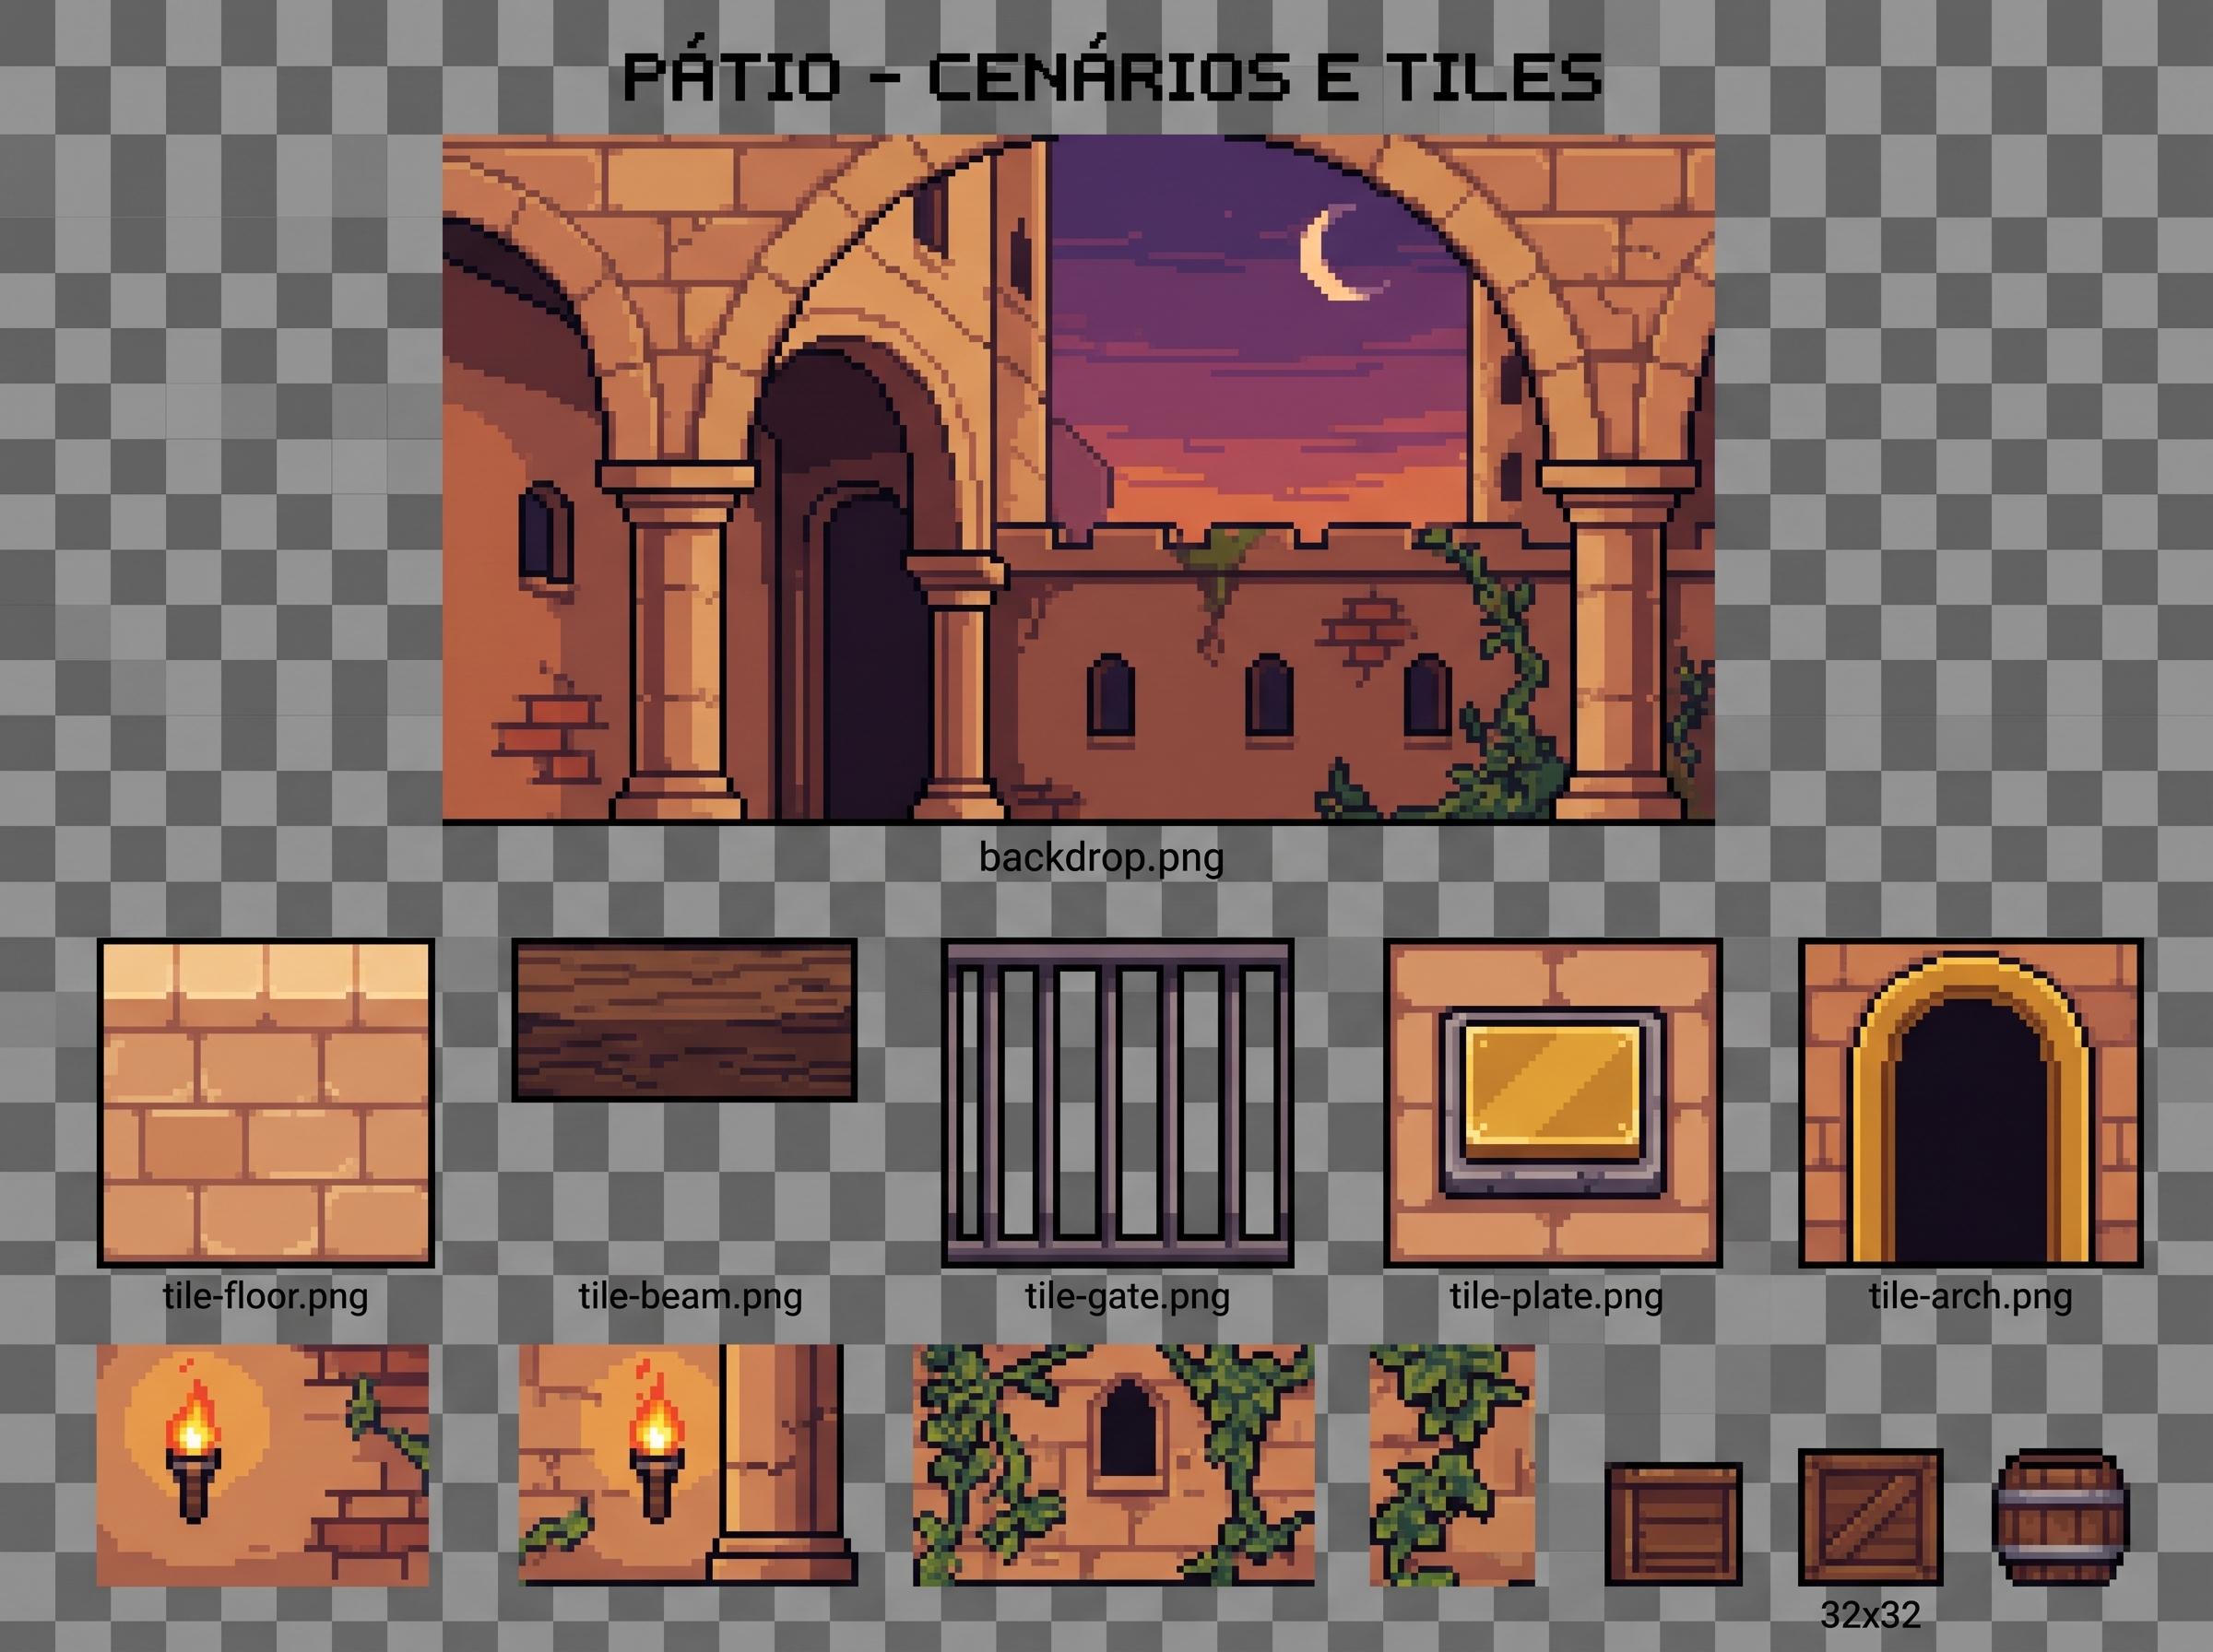 PÁTIO - CENÁRIOS E TILES
backdrop.png
tile-floor.png
tile-beam.png
tile-gate.png
tile-plate.png
tile-arch.png
32x32